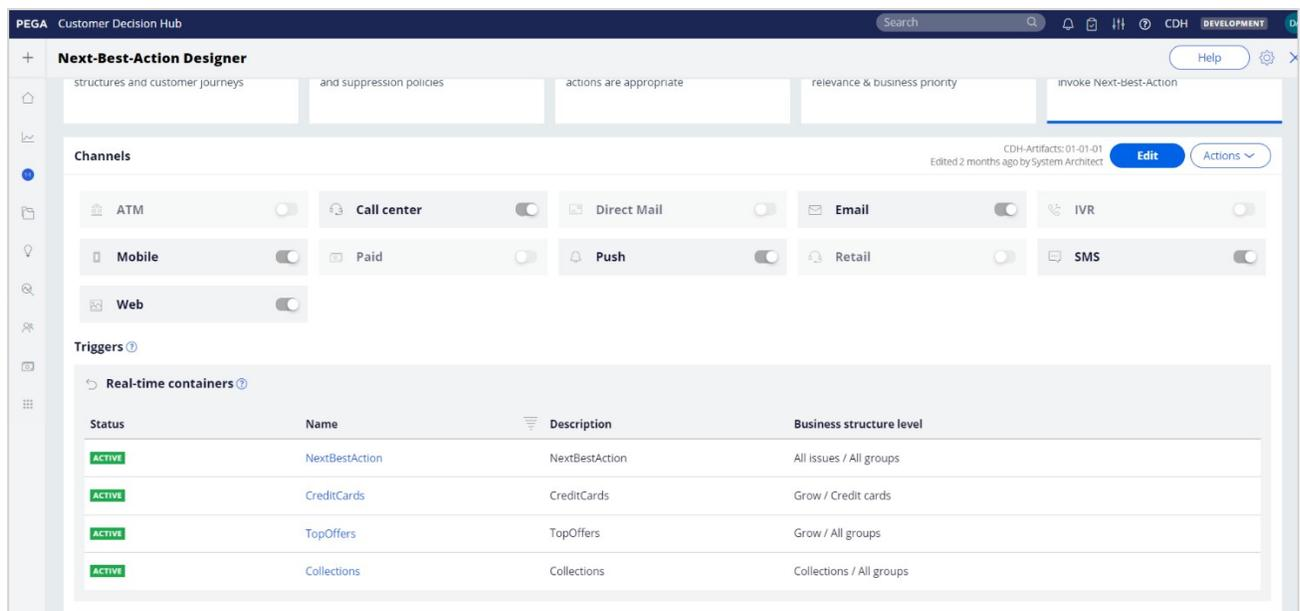 PEGA Customer Decision Hub Search CDH DEVELOPMENT
Next-Best-Action Designer Help
structures and customer journeys and suppression policies actions are appropriate relevance & business priority invoke Next-Best-Action
Channels
CDH-Artifacts: 01-01-01
Edited 2 months ago by System Architect
Edit Actions
ATM Call center Direct Mail Email IVR
Mobile Paid Push Retail SMS
Web
Triggers
Real-time containers
Status Name Description Business structure level
ACTIVE NextBestAction NextBestAction All issues / All groups
ACTIVE CreditCards CreditCards Grow / Credit cards
ACTIVE TopOffers TopOffers Grow / All groups
ACTIVE Collections Collections Collections / All groups